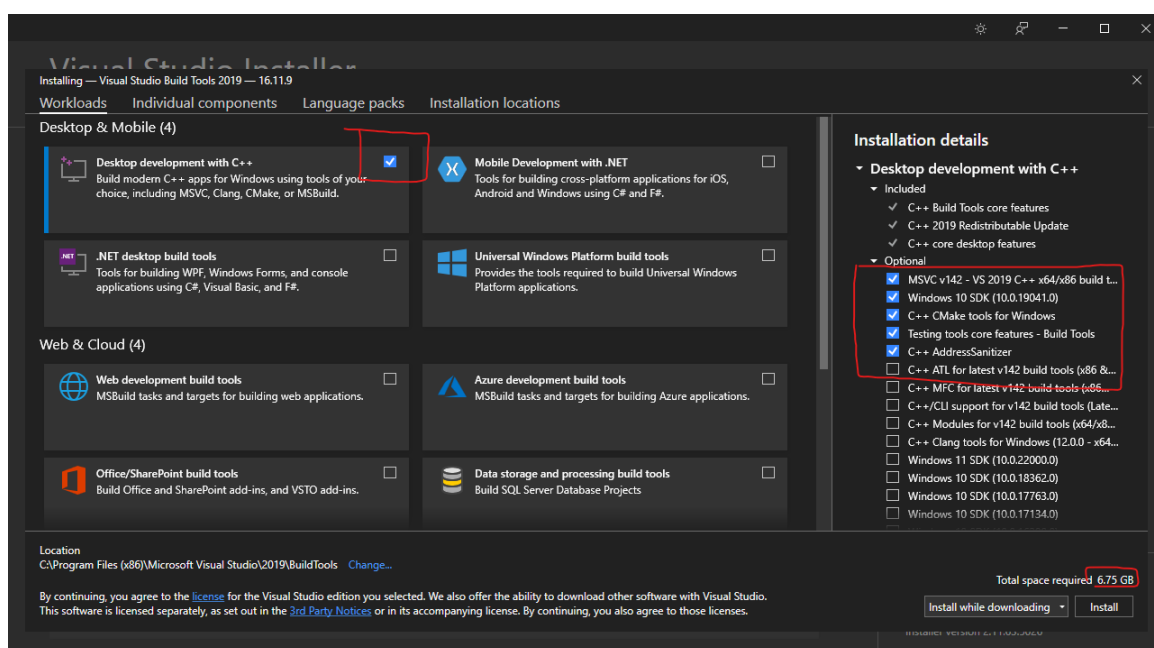 Visual Studio Installer
Installing — Visual Studio Build Tools 2019 — 16.11.9
Workloads
Individual components
Language packs
Installation locations
Desktop & Mobile (4)
Desktop development with C++
Build modern C++ apps for Windows using tools of your
choice, including MSVC, Clang, CMake, or MSBuild.
Mobile Development with .NET
Tools for building cross-platform applications for iOS,
Android and Windows using C# and F#.
.NET
.NET desktop build tools
Tools for building WPF, Windows Forms, and console
applications using C#, Visual Basic, and F#.
Universal Windows Platform build tools
Provides the tools required to build Universal Windows
Platform applications.
Web & Cloud (4)
Web development build tools
MSBuild tasks and targets for building web applications.
Azure development build tools
MSBuild tasks and targets for building Azure applications.
Office/SharePoint build tools
Build Office and SharePoint add-ins, and VSTO add-ins.
Data storage and processing build tools
Build SQL Server Database Projects
Installation details
Desktop development with C++
Included
C++ Build Tools core features
C++ 2019 Redistributable Update
C++ core desktop features
Optional
MSVC v142 - VS 2019 C++ x64/x86 build t...
Windows 10 SDK (10.0.19041.0)
C++ CMake tools for Windows
Testing tools core features - Build Tools
C++ AddressSanitizer
C++ ATL for latest v142 build tools (x86 &...
C++ MFC for latest v142 build tools (x86...
C++/CLI support for v142 build tools (Late...
C++ Modules for v142 build tools (x64/x8...
C++ Clang tools for Windows (12.0.0 - x64...
Windows 11 SDK (10.0.22000.0)
Windows 10 SDK (10.0.18362.0)
Windows 10 SDK (10.0.17763.0)
Windows 10 SDK (10.0.17134.0)
Location
C:\Program Files (x86)\Microsoft Visual Studio\2019\BuildTools Change...
By continuing, you agree to the license for the Visual Studio edition you selected. We also offer the ability to download other software with Visual Studio.
This software is licensed separately, as set out in the 3rd Party Notices or in its accompanying license. By continuing, you also agree to those licenses.
Total space required 6.75 GB
Install while downloading
Install